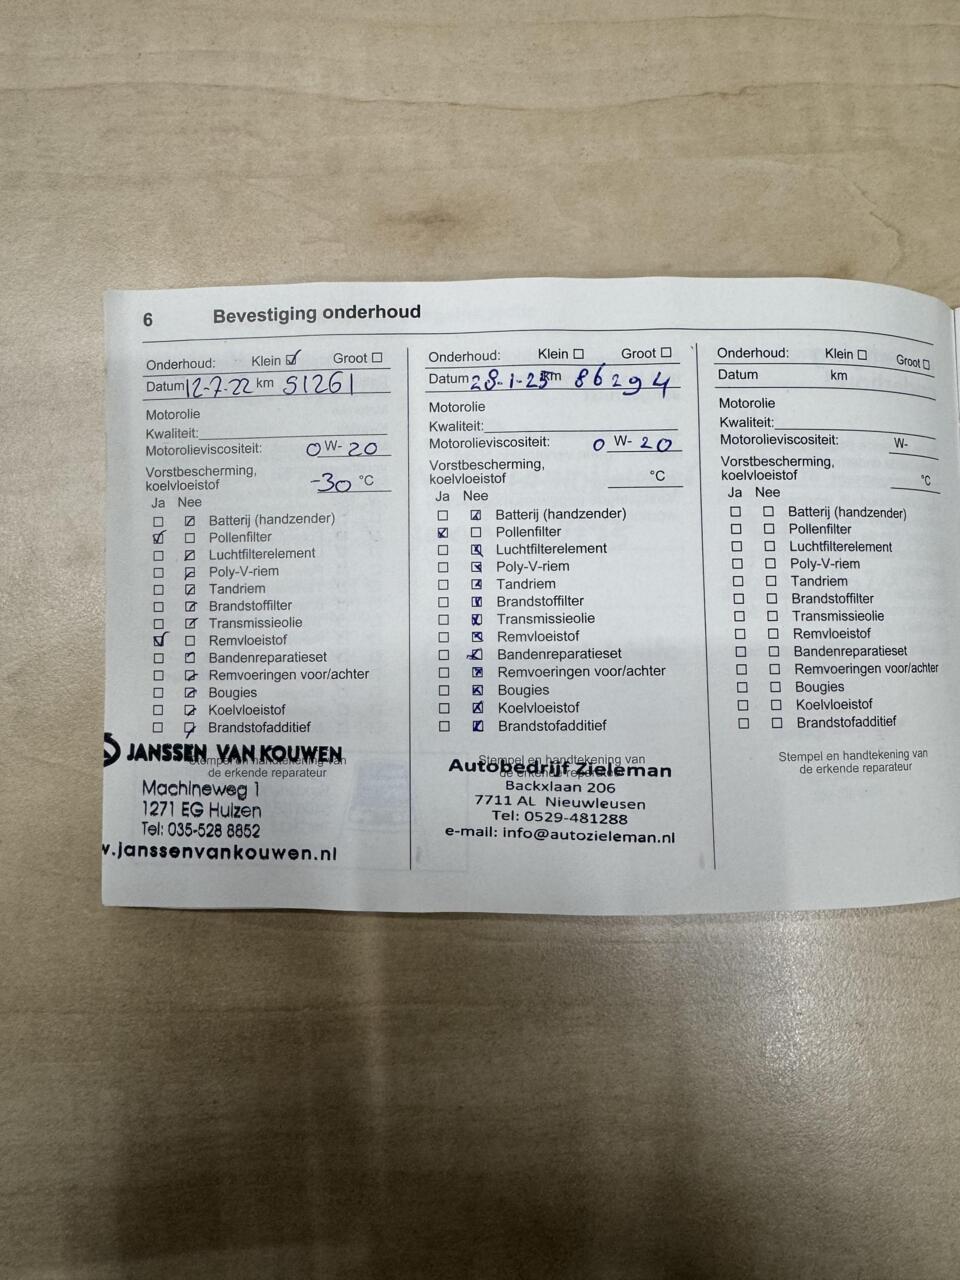 6 Bevestiging onderhoud
Onderhoud: Klein ☑ Groot ☐
Datum 12-7-22 km 51261
Motorolie
Kwaliteit:
Motorolieviscositeit: 0 W- 20
Vorstbescherming,
koelvloeistof -30 °C
Ja Nee
☐ ☑ Batterij (handzender)
☑ ☐ Pollenfilter
☐ ☑ Luchtfilterelement
☐ ☑ Poly-V-riem
☐ ☑ Tandriem
☐ ☑ Brandstoffilter
☐ ☑ Transmissieolie
☑ ☐ Remvloeistof
☐ ☑ Bandenreparatieset
☐ ☑ Remvoeringen voor/achter
☐ ☑ Bougies
☐ ☑ Koelvloeistof
☐ ☑ Brandstofadditief
Stempel en handtekening van
de erkende reparateur
JANSSEN VAN KOUWEN
Machineweg 1
1271 EG Huizen
Tel: 035-528 8852
.janssenvankouwen.nl
Onderhoud: Klein ☐ Groot ☐
Datum 28-1-25 km 86294
Motorolie
Kwaliteit:
Motorolieviscositeit: 0 W- 20
Vorstbescherming,
koelvloeistof °C
Ja Nee
☐ ☑ Batterij (handzender)
☑ ☐ Pollenfilter
☐ ☑ Luchtfilterelement
☐ ☑ Poly-V-riem
☐ ☑ Tandriem
☐ ☑ Brandstoffilter
☐ ☑ Transmissieolie
☐ ☑ Remvloeistof
☐ ☑ Bandenreparatieset
☐ ☑ Remvoeringen voor/achter
☐ ☑ Bougies
☐ ☑ Koelvloeistof
☐ ☑ Brandstofadditief
Stempel en handtekening van
de erkende reparateur
Autobedrijf Zieleman
Backxlaan 206
7711 AL Nieuwleusen
Tel: 0529-481288
e-mail: info@autozieleman.nl
Onderhoud: Klein ☐ Groot ☐
Datum km
Motorolie
Kwaliteit:
Motorolieviscositeit: W-
Vorstbescherming,
koelvloeistof °C
Ja Nee
☐ ☐ Batterij (handzender)
☐ ☐ Pollenfilter
☐ ☐ Luchtfilterelement
☐ ☐ Poly-V-riem
☐ ☐ Tandriem
☐ ☐ Brandstoffilter
☐ ☐ Transmissieolie
☐ ☐ Remvloeistof
☐ ☐ Bandenreparatieset
☐ ☐ Remvoeringen voor/achter
☐ ☐ Bougies
☐ ☐ Koelvloeistof
☐ ☐ Brandstofadditief
Stempel en handtekening van
de erkende reparateur